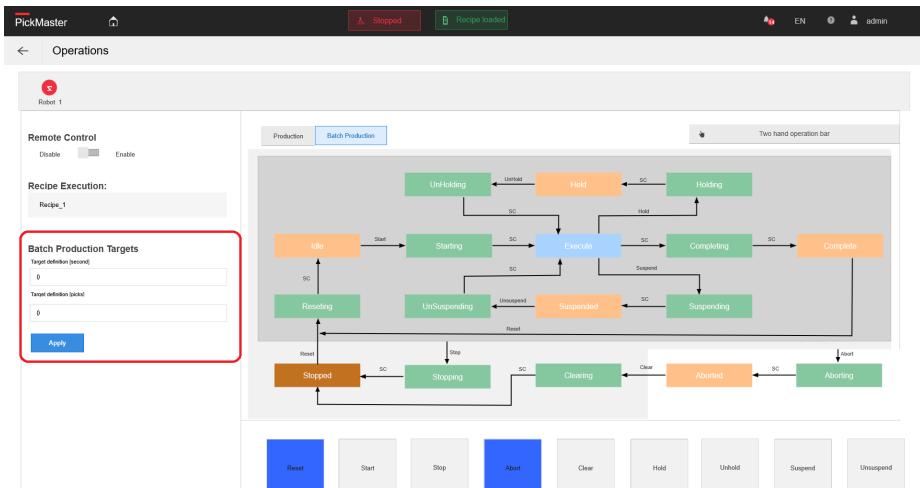 PickMaster
Stopped
Recipe loaded
EN
admin
Operations
Robot 1
Remote Control
Disable
Enable
Recipe Execution:
Recipe_1
Batch Production Targets
Target definition [second]
0
Target definition [picks]
0
Apply
Production
Batch Production
Two hand operation bar
UnHolding
UnHold
Hold
SC
Holding
SC
Hold
Idle
Start
Starting
SC
Execute
SC
Completing
SC
Complete
SC
SC
Suspend
Reseting
UnSuspending
Unsuspend
Suspended
SC
Suspending
Reset
Reset
Stop
Abort
Stopped
SC
Stopping
SC
Clearing
Clear
Aborted
SC
Aborting
Reset
Start
Stop
Abort
Clear
Hold
Unhold
Suspend
Unsuspend